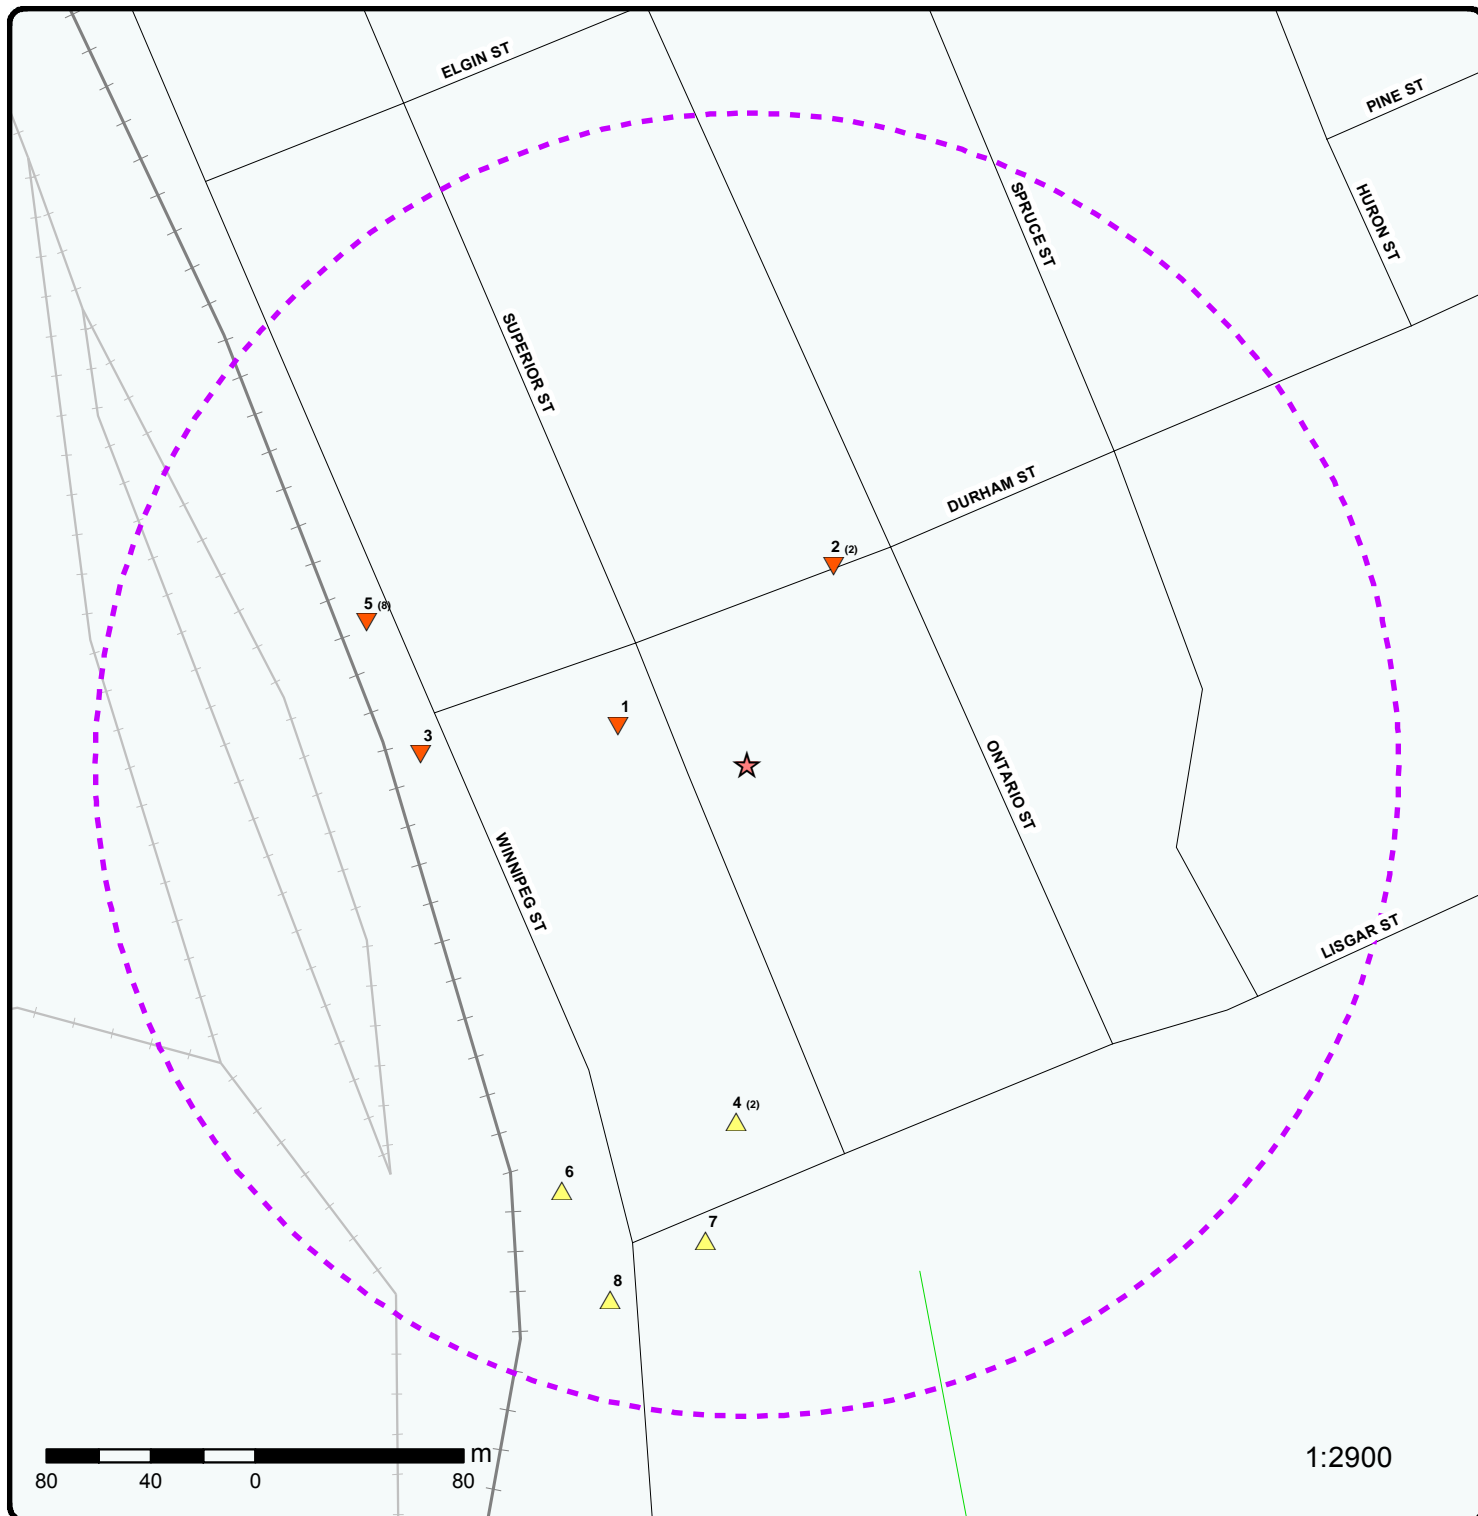 ELGIN ST
PINE ST
SPRUCE ST
HURON ST
SUPERIOR ST
DURHAM ST
2 (2)
5 (8)
1
3
ONTARIO ST
WINNIPEG ST
LISGAR ST
4 (2)
6
7
8
m
80 40 0 80
1:2900